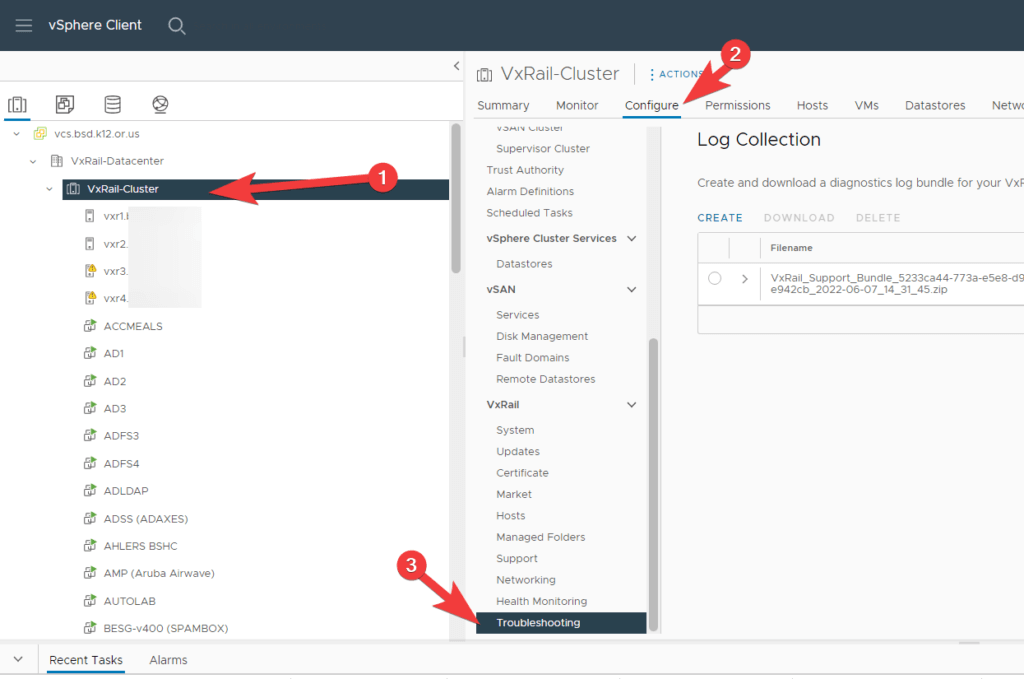 vSphere Client
VxRail-Cluster
ACTIONS
2
Summary
Monitor
Configure
Permissions
Hosts
VMs
Datastores
vcs.bsd.k12.or.us
VxRail-Datacenter
VxRail-Cluster
1
vxr1.
vxr2.
vxr3.
vxr4.
ACCMEALS
AD1
AD2
AD3
ADFS3
ADFS4
ADLDAP
ADSS (ADAXES)
AHLERS BSHC
AMP (Aruba Airwave)
AUTOLAB
BESG-v400 (SPAMBOX)
vSAN Cluster
Supervisor Cluster
Trust Authority
Alarm Definitions
Scheduled Tasks
vSphere Cluster Services
Datastores
vSAN
Services
Disk Management
Fault Domains
Remote Datastores
VxRail
System
Updates
Certificate
Market
Hosts
Managed Folders
Support
Networking
Health Monitoring
3
Troubleshooting
Log Collection
Create and download a diagnostics log bundle for your VxR
CREATE
DOWNLOAD
DELETE
Filename
VxRail_Support_Bundle_5233ca44-773a-e5e8-d9
e942cb_2022-06-07_14_31_45.zip
Recent Tasks
Alarms